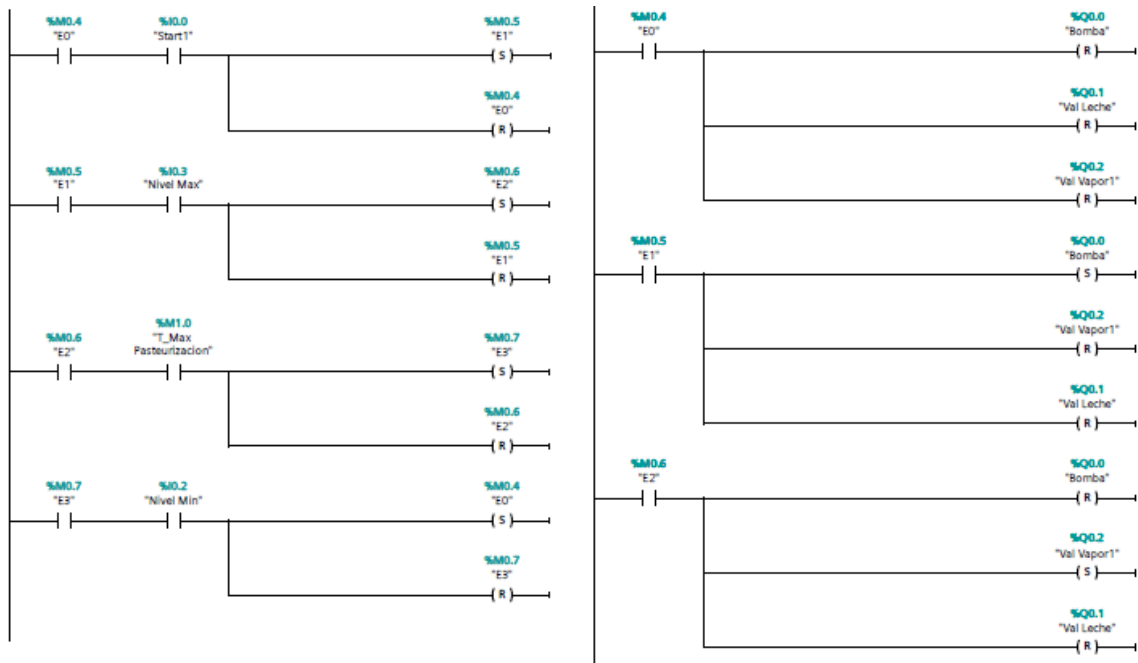 %M0.4
"E0"
%I0.0
"Start1"
%M0.5
"E1"
( S )
%M0.4
"E0"
( R )
%M0.5
"E1"
%I0.3
"Nivel Max"
%M0.6
"E2"
( S )
%M0.5
"E1"
( R )
%M0.6
"E2"
%M1.0
"T_Max
Pasteurizacion"
%M0.7
"E3"
( S )
%M0.6
"E2"
( R )
%M0.7
"E3"
%I0.2
"Nivel Min"
%M0.4
"E0"
( S )
%M0.7
"E3"
( R )
%M0.4
"E0"
%Q0.0
"Bomba"
( R )
%Q0.1
"Val Leche"
( R )
%Q0.2
"Val Vapor1"
( R )
%M0.5
"E1"
%Q0.0
"Bomba"
( S )
%Q0.2
"Val Vapor1"
( R )
%Q0.1
"Val Leche"
( R )
%M0.6
"E2"
%Q0.0
"Bomba"
( R )
%Q0.2
"Val Vapor1"
( S )
%Q0.1
"Val Leche"
( R )